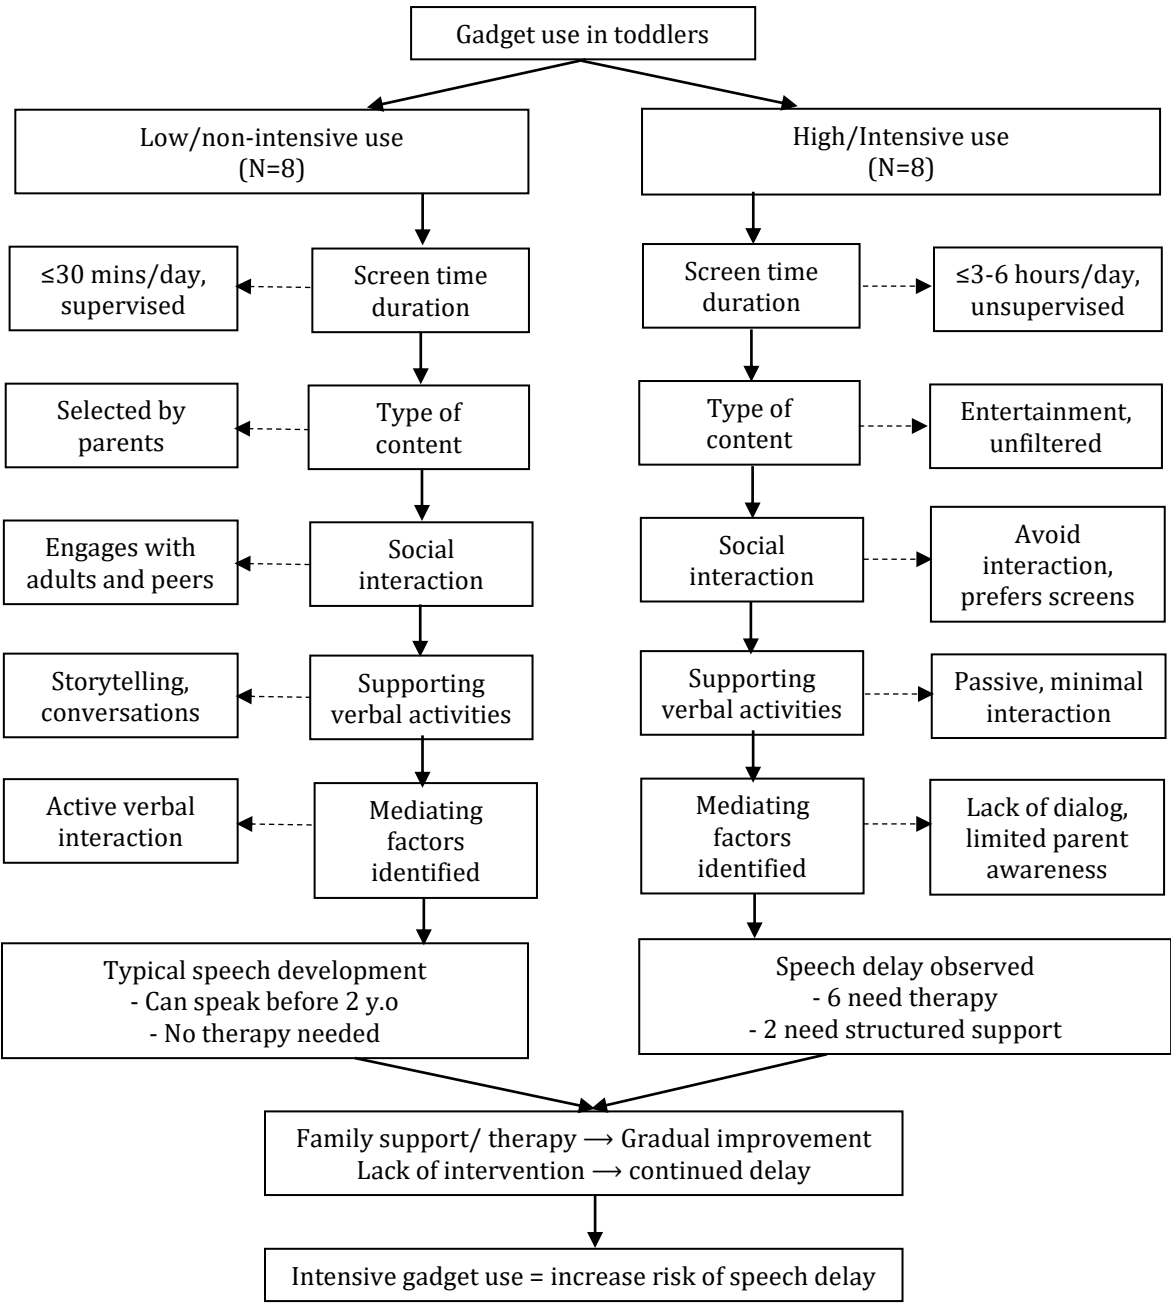 Gadget use in toddlers
Low/non-intensive use
(N=8)
High/Intensive use
(N=8)
≤30 mins/day,
supervised
Screen time
duration
Screen time
duration
≤3-6 hours/day,
unsupervised
Selected by
parents
Type of
content
Type of
content
Entertainment,
unfiltered
Engages with
adults and peers
Social
interaction
Social
interaction
Avoid
interaction,
prefers screens
Storytelling,
conversations
Supporting
verbal activities
Supporting
verbal activities
Passive, minimal
interaction
Active verbal
interaction
Mediating
factors
identified
Mediating
factors
identified
Lack of dialog,
limited parent
awareness
Typical speech development
- Can speak before 2 y.o
- No therapy needed
Speech delay observed
- 6 need therapy
- 2 need structured support
Family support/ therapy → Gradual improvement
Lack of intervention → continued delay
Intensive gadget use = increase risk of speech delay